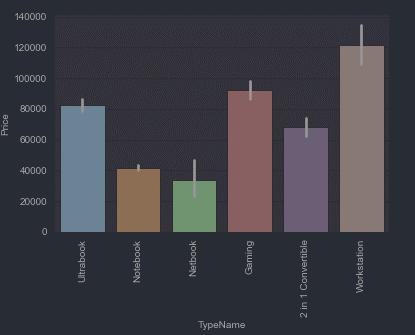 140000
120000
100000
80000
60000
40000
20000
0
Price
Ultrabook
Notebook
Netbook
Gaming
2 in 1 Convertible
Workstation
TypeName